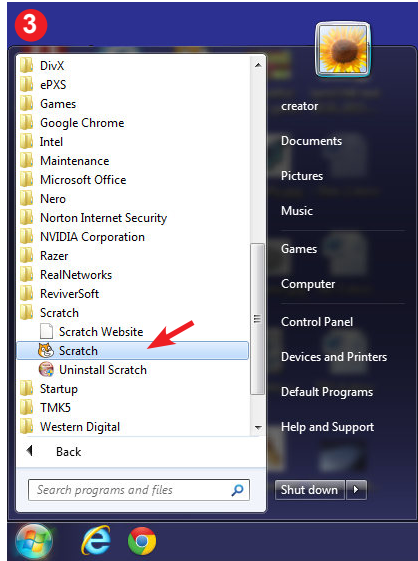 3
DivX
ePXS
Games
Google Chrome
Intel
Maintenance
Microsoft Office
Nero
Norton Internet Security
NVIDIA Corporation
Razer
RealNetworks
ReviverSoft
Scratch
Scratch Website
Scratch
Uninstall Scratch
Startup
TMK5
Western Digital
Back
Search programs and files
creator
Documents
Pictures
Music
Games
Computer
Control Panel
Devices and Printers
Default Programs
Help and Support
Shut down